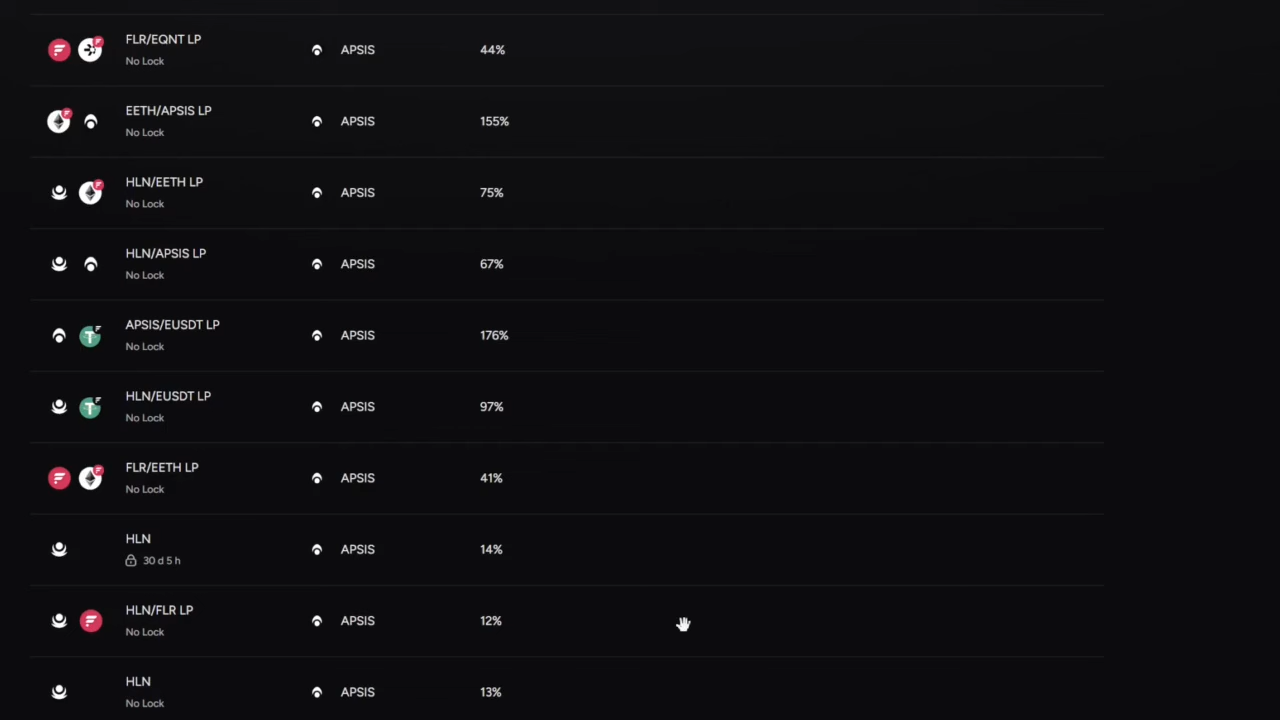 FLR/EQNT LP
No Lock
APSIS
44%
EETH/APSIS LP
No Lock
APSIS
155%
HLN/EETH LP
No Lock
APSIS
75%
HLN/APSIS LP
No Lock
APSIS
67%
APSIS/EUSDT LP
No Lock
APSIS
176%
HLN/EUSDT LP
No Lock
APSIS
97%
FLR/EETH LP
No Lock
APSIS
41%
HLN
30 d 5 h
APSIS
14%
HLN/FLR LP
No Lock
APSIS
12%
HLN
No Lock
APSIS
13%